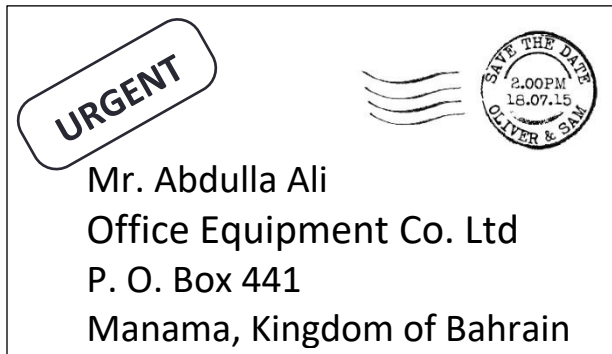 URGENT
SAVE THE DATE
2.00PM
18.07.15
OLIVER & SAM
Mr. Abdulla Ali
Office Equipment Co. Ltd
P. O. Box 441
Manama, Kingdom of Bahrain